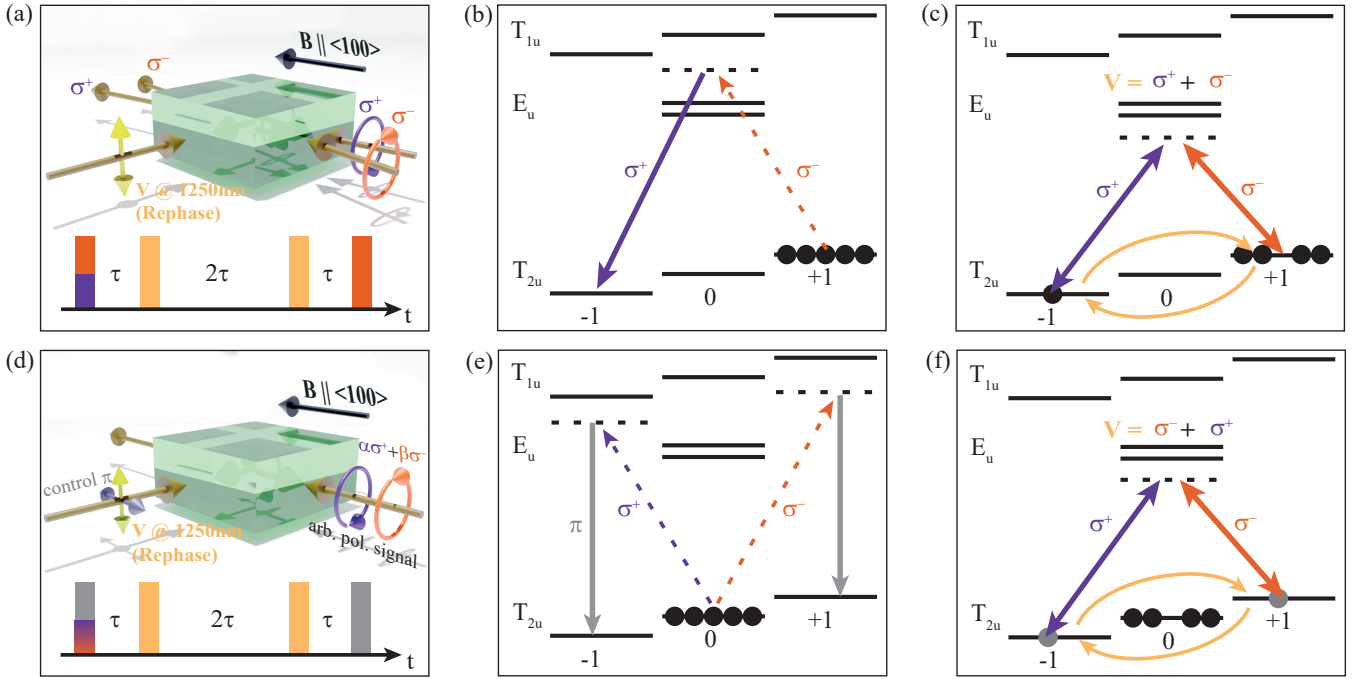 (a)
B || <100>
σ⁻
σ⁺
σ⁺
σ⁻
V @ 1250nm
(Rephase)
τ
2τ
τ
t
(b)
T₁ᵤ
Eᵤ
σ⁺
σ⁻
T₂ᵤ
+1
0
-1
(c)
T₁ᵤ
V = σ⁺ + σ⁻
Eᵤ
σ⁺
σ⁻
T₂ᵤ
+1
0
-1
(d)
B || <100>
ασ⁺+βσ⁻
control π
V @ 1250nm
(Rephase)
arb. pol. signal
τ
2τ
τ
t
(e)
T₁ᵤ
Eᵤ
σ⁺
σ⁻
π
T₂ᵤ
0
+1
-1
(f)
T₁ᵤ
V = σ⁻ + σ⁺
Eᵤ
σ⁺
σ⁻
T₂ᵤ
0
+1
-1